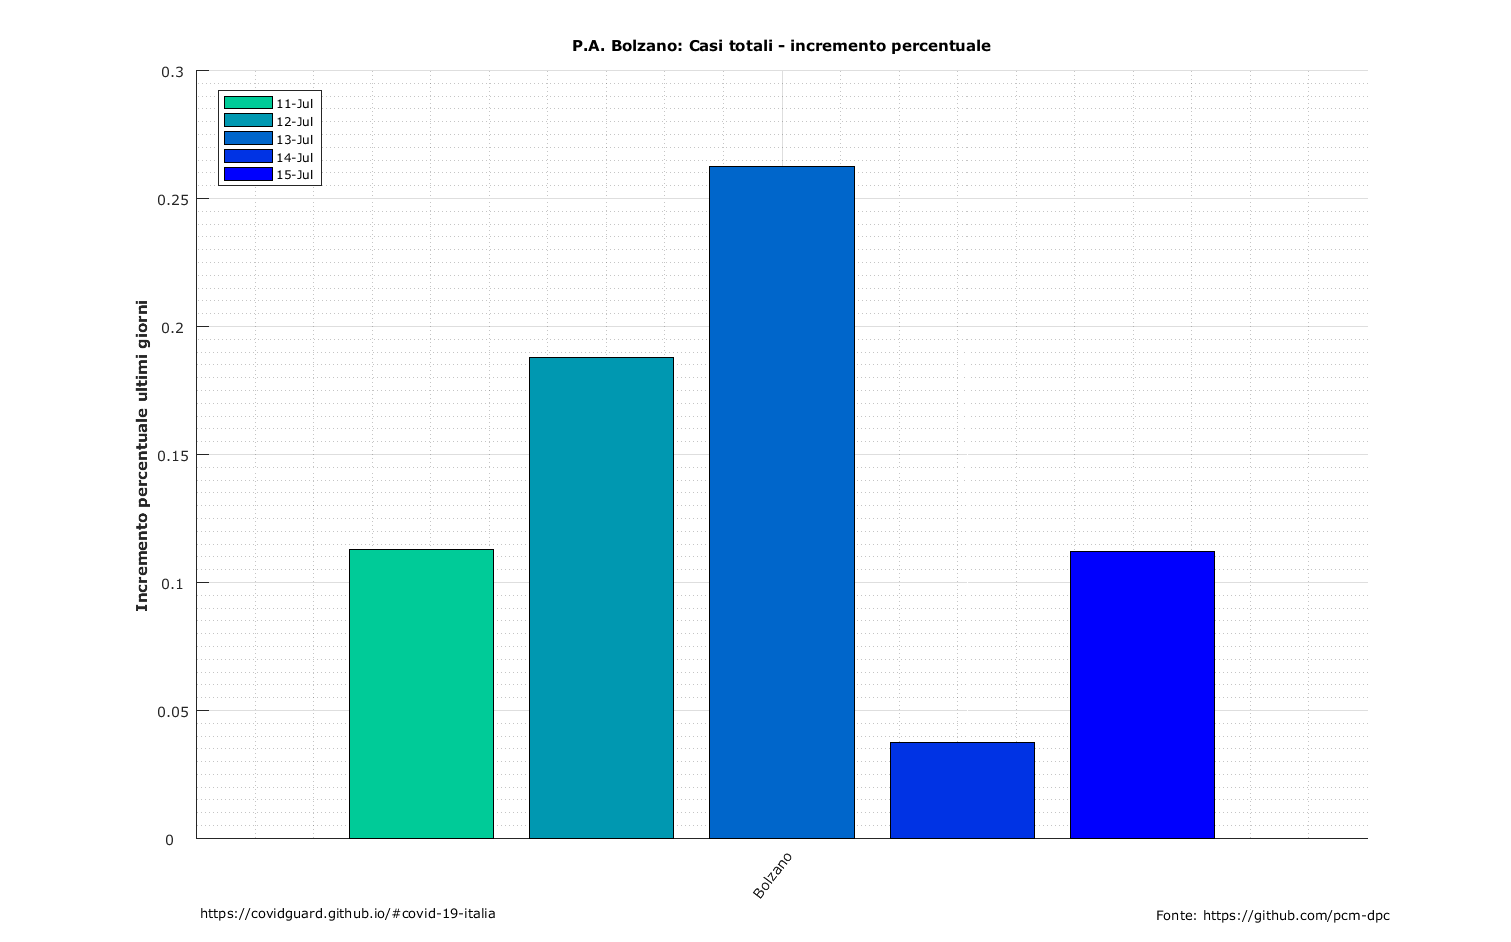 P.A. Bolzano: Casi totali - incremento percentuale
0.3
0.25
0.2
0.15
0.1
0.05
0
Incremento percentuale ultimi giorni
11-Jul
12-Jul
13-Jul
14-Jul
15-Jul
Bolzano
https://covidguard.github.io/#covid-19-italia
Fonte: https://github.com/pcm-dpc